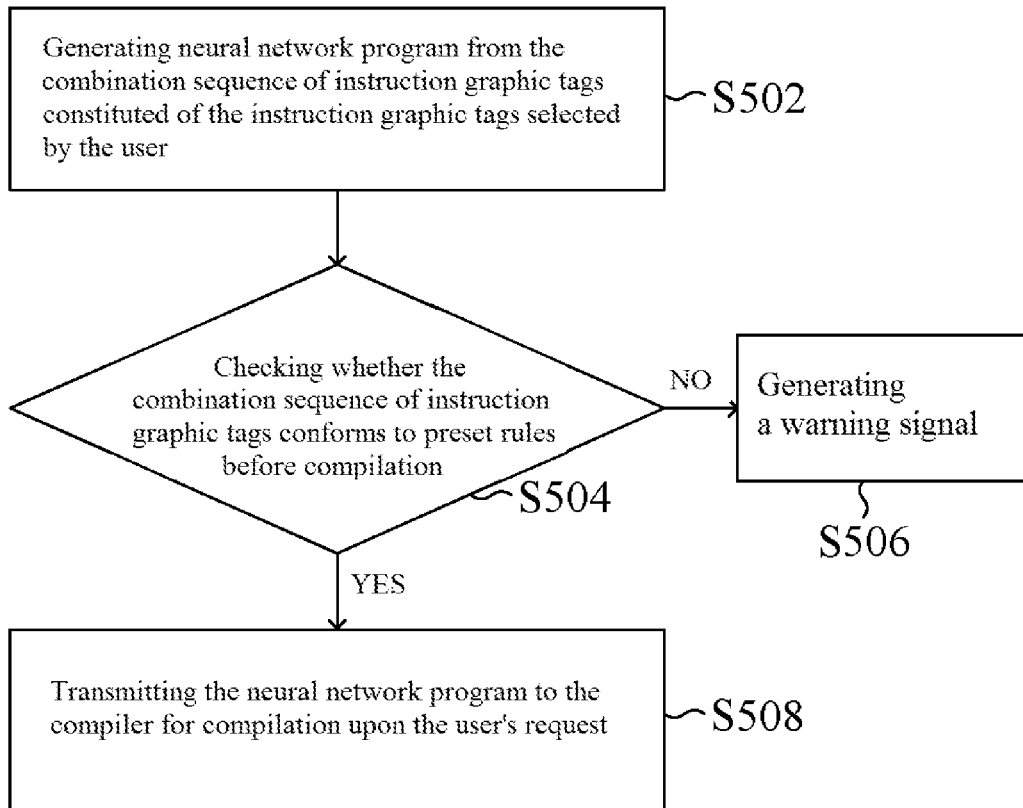 Generating neural network program from the
combination sequence of instruction graphic tags
constituted of the instruction graphic tags selected
by the user
S502
Checking whether the
combination sequence of instruction
graphic tags conforms to preset rules
before compilation
S504
NO
Generating
a warning signal
S506
YES
Transmitting the neural network program to the
compiler for compilation upon the user's request
S508